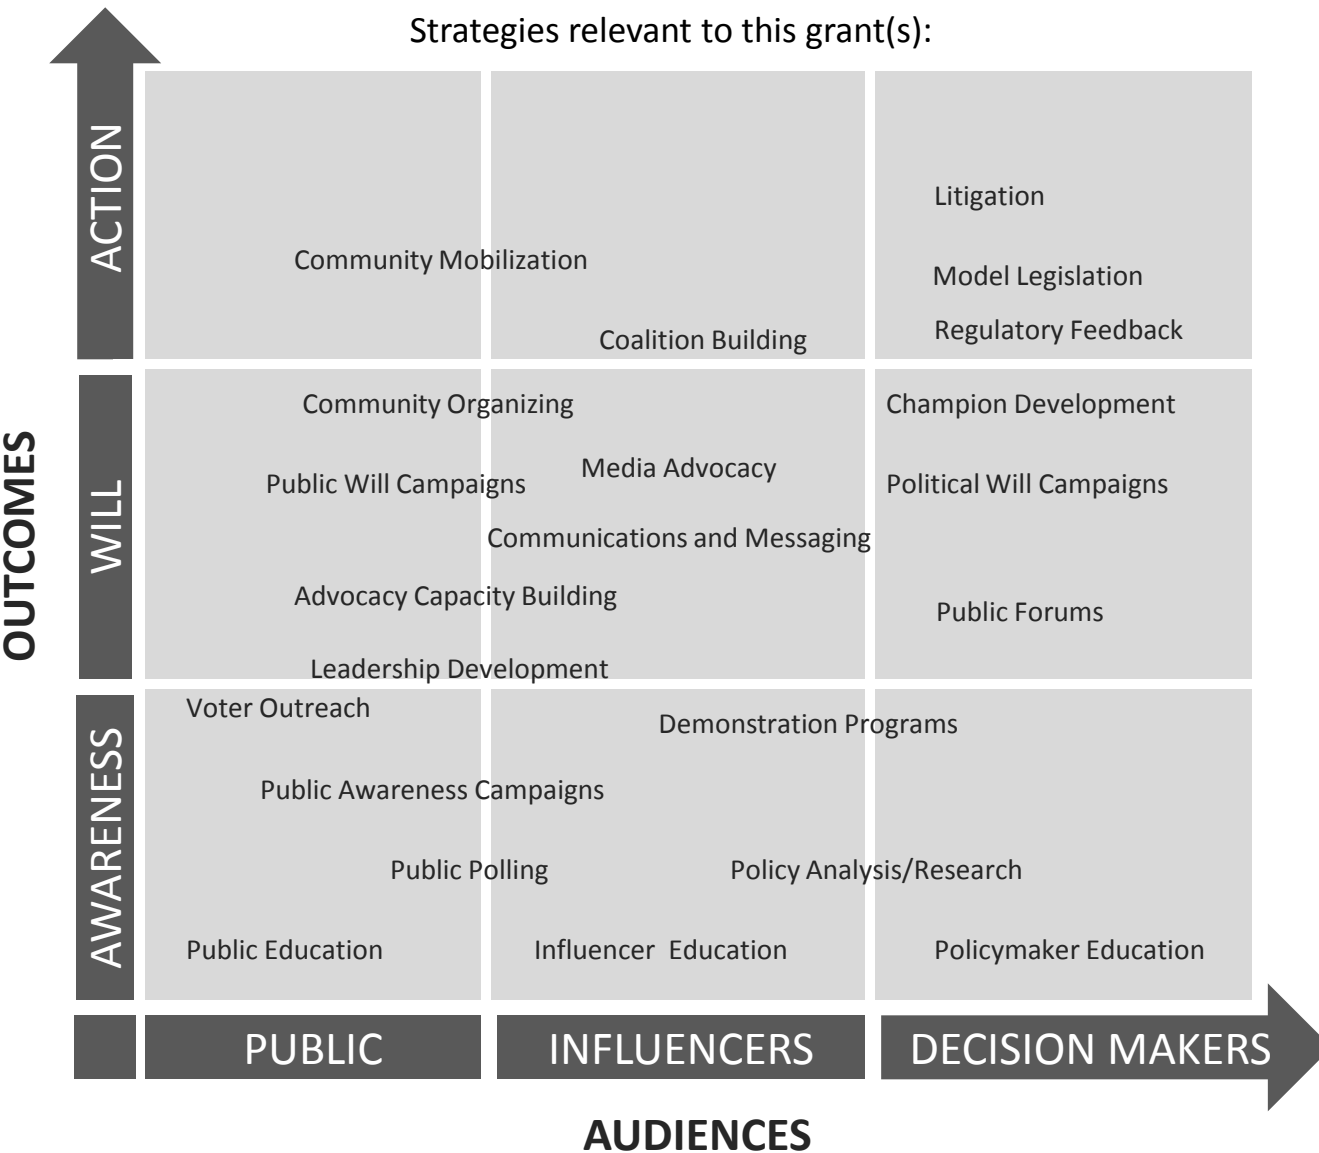 Strategies relevant to this grant(s):
ACTION
Litigation
Community Mobilization
Model Legislation
Regulatory Feedback
Coalition Building
OUTCOMES
WILL
Community Organizing
Champion Development
Media Advocacy
Public Will Campaigns
Political Will Campaigns
Communications and Messaging
Advocacy Capacity Building
Public Forums
Leadership Development
AWARENESS
Voter Outreach
Demonstration Programs
Public Awareness Campaigns
Public Polling
Policy Analysis/Research
Public Education
Influencer  Education
Policymaker Education
PUBLIC
INFLUENCERS
DECISION MAKERS
AUDIENCES